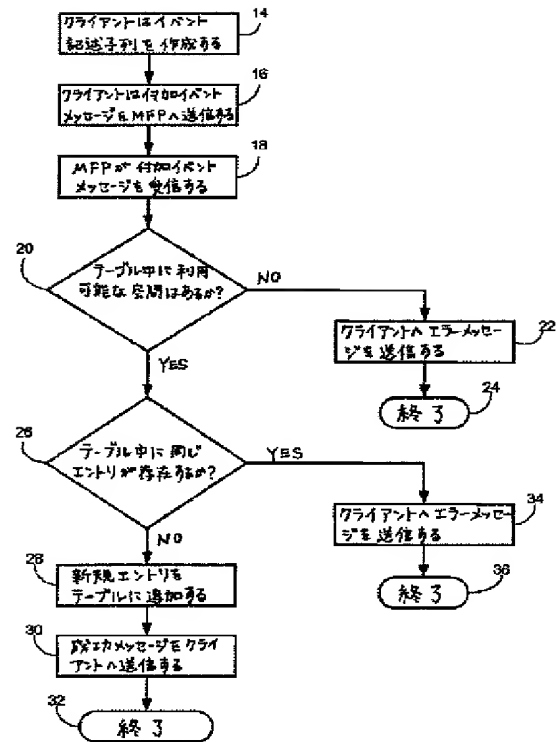 14
クライアントはイベント
記述子列を作成する
16
クライアントは付加イベント
メッセージをMFPへ送信する
18
MFPが付加イベント
メッセージを受信する
20
テーブル中に利用
可能な空間はあるか?
NO
YES
22
クライアントへエラーメッセー
ジを送信する
24
終了
26
テーブル中に同じ
エントリが存在するか?
YES
NO
34
クライアントへエラーメッセー
ジを送信する
36
終了
28
新規エントリを
テーブルに追加する
30
成功メッセージをクライ
アントへ送信する
32
終了